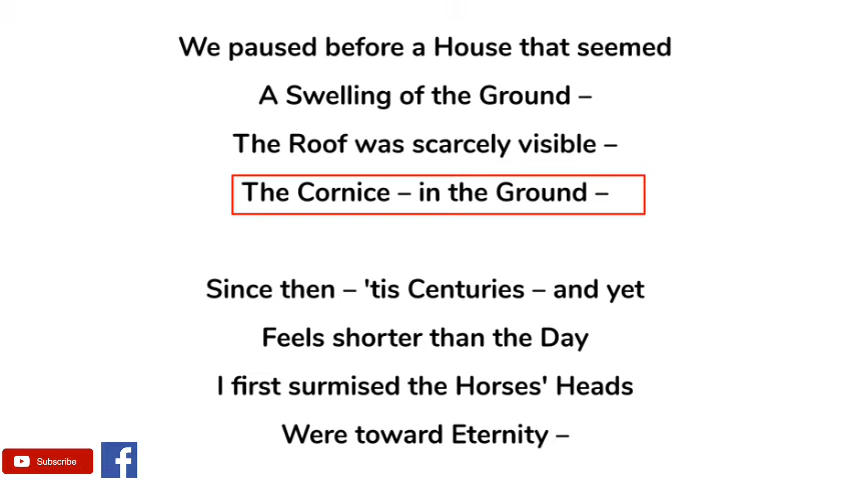 We paused before a House that seemed
A Swelling of the Ground –
The Roof was scarcely visible –
The Cornice – in the Ground –
Since then – 'tis Centuries – and yet
Feels shorter than the Day
I first surmised the Horses' Heads
Were toward Eternity –
Subscribe
f